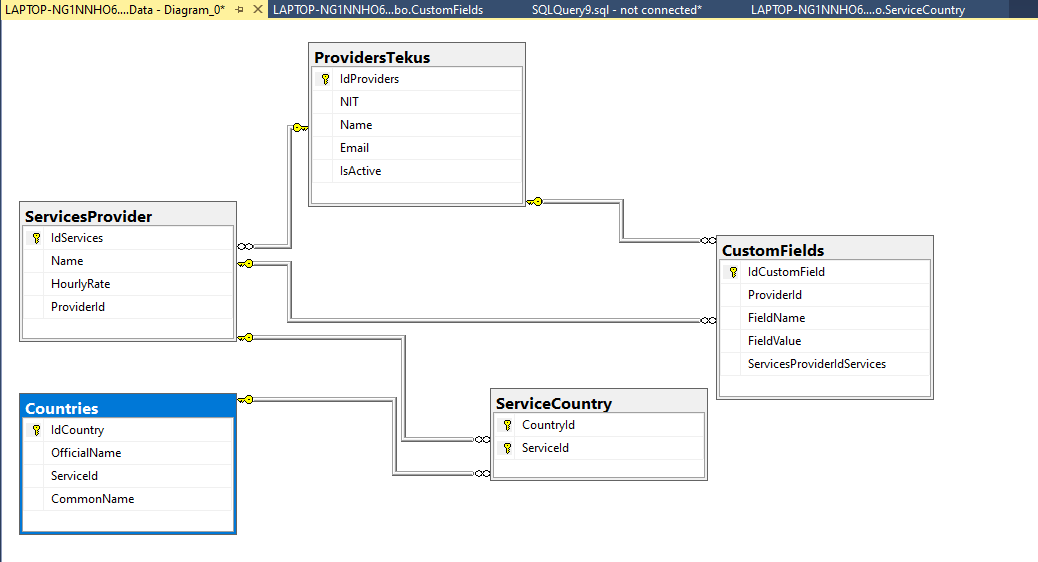 LAPTOP-NG1NNHO6....Data - Diagram_0*
LAPTOP-NG1NNHO6...bo.CustomFields
SQLQuery9.sql - not connected*
LAPTOP-NG1NNHO6....o.ServiceCountry
ProvidersTekus
IdProviders
NIT
Name
Email
IsActive
ServicesProvider
IdServices
Name
HourlyRate
ProviderId
CustomFields
IdCustomField
ProviderId
FieldName
FieldValue
ServicesProviderIdServices
Countries
IdCountry
OfficialName
ServiceId
CommonName
ServiceCountry
CountryId
ServiceId